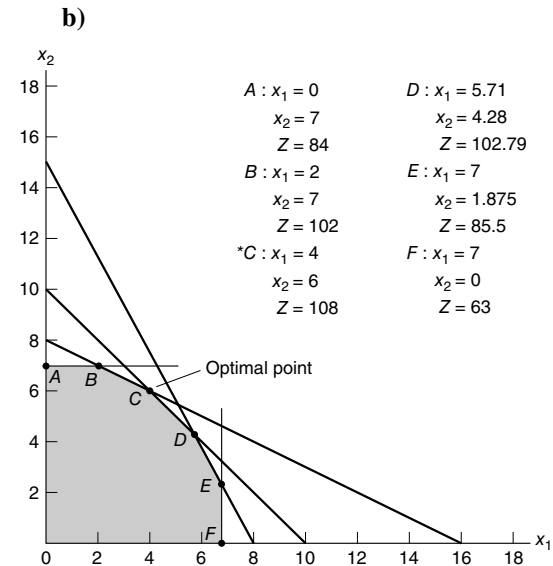 b)
x₂
18
16
14
12
10
8
6
4
2
A : x₁ = 0
x₂ = 7
Z = 84
B : x₁ = 2
x₂ = 7
Z = 102
*C : x₁ = 4
x₂ = 6
Z = 108
D : x₁ = 5.71
x₂ = 4.28
Z = 102.79
E : x₁ = 7
x₂ = 1.875
Z = 85.5
F : x₁ = 7
x₂ = 0
Z = 63
Optimal point
A
B
C
D
E
F
0 2 4 6 8 10 12 14 16 18 x₁